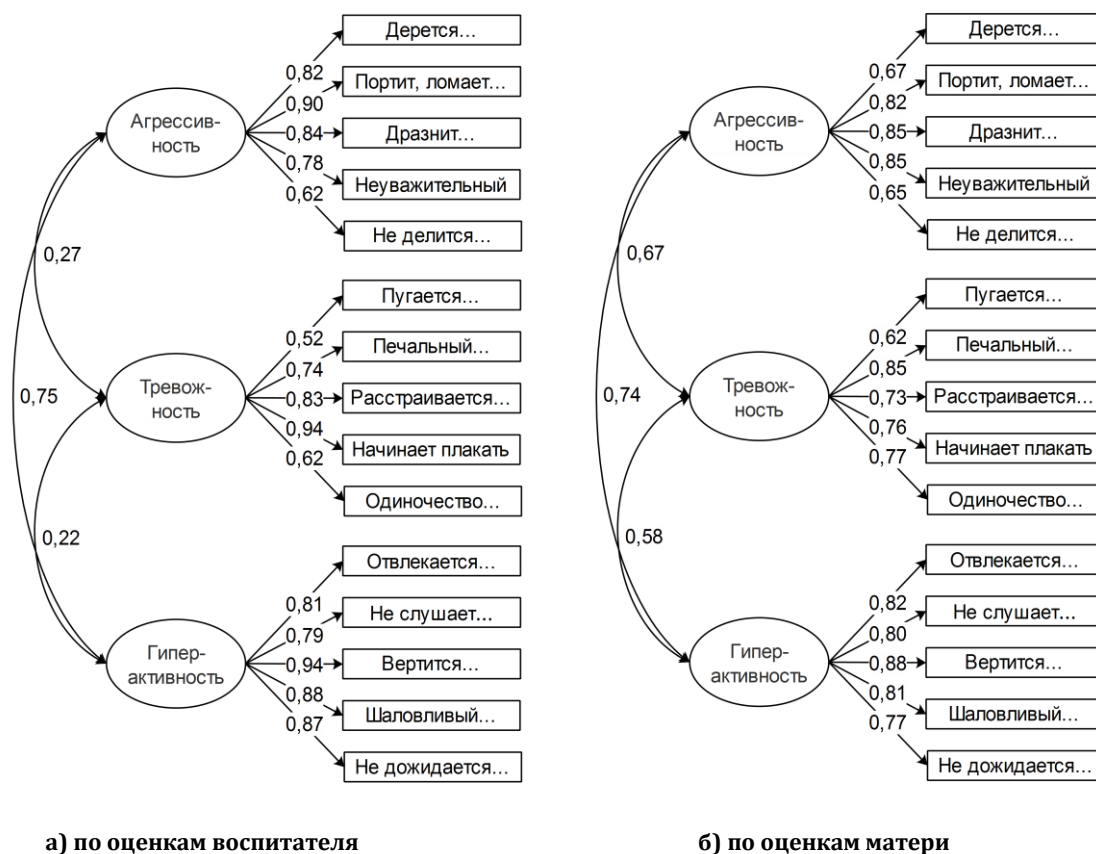 Дерется…
0,82
Портит, ломает…
0,90
Агрессив-
ность
0,84
Дразнит…
0,78
Неуважительный
0,62
Не делится…
0,27
Пугается…
0,52
Печальный…
0,74
Тревож-
ность
0,83
Расстраивается…
0,94
Начинает плакать
0,62
Одиночество…
0,75
0,22
Отвлекается…
0,81
Не слушает…
0,79
Гипер-
активность
0,94
Вертится…
0,88
Шаловливый…
0,87
Не дожидается…
а) по оценкам воспитателя
Дерется…
0,67
Портит, ломает…
0,82
Агрессив-
ность
0,85
Дразнит…
0,85
Неуважительный
0,65
Не делится…
0,67
Пугается…
0,62
Печальный…
0,85
Тревож-
ность
0,73
Расстраивается…
0,76
Начинает плакать
0,77
Одиночество…
0,74
0,58
Отвлекается…
0,82
Не слушает…
0,80
Гипер-
активность
0,88
Вертится…
0,81
Шаловливый…
0,77
Не дожидается…
б) по оценкам матери